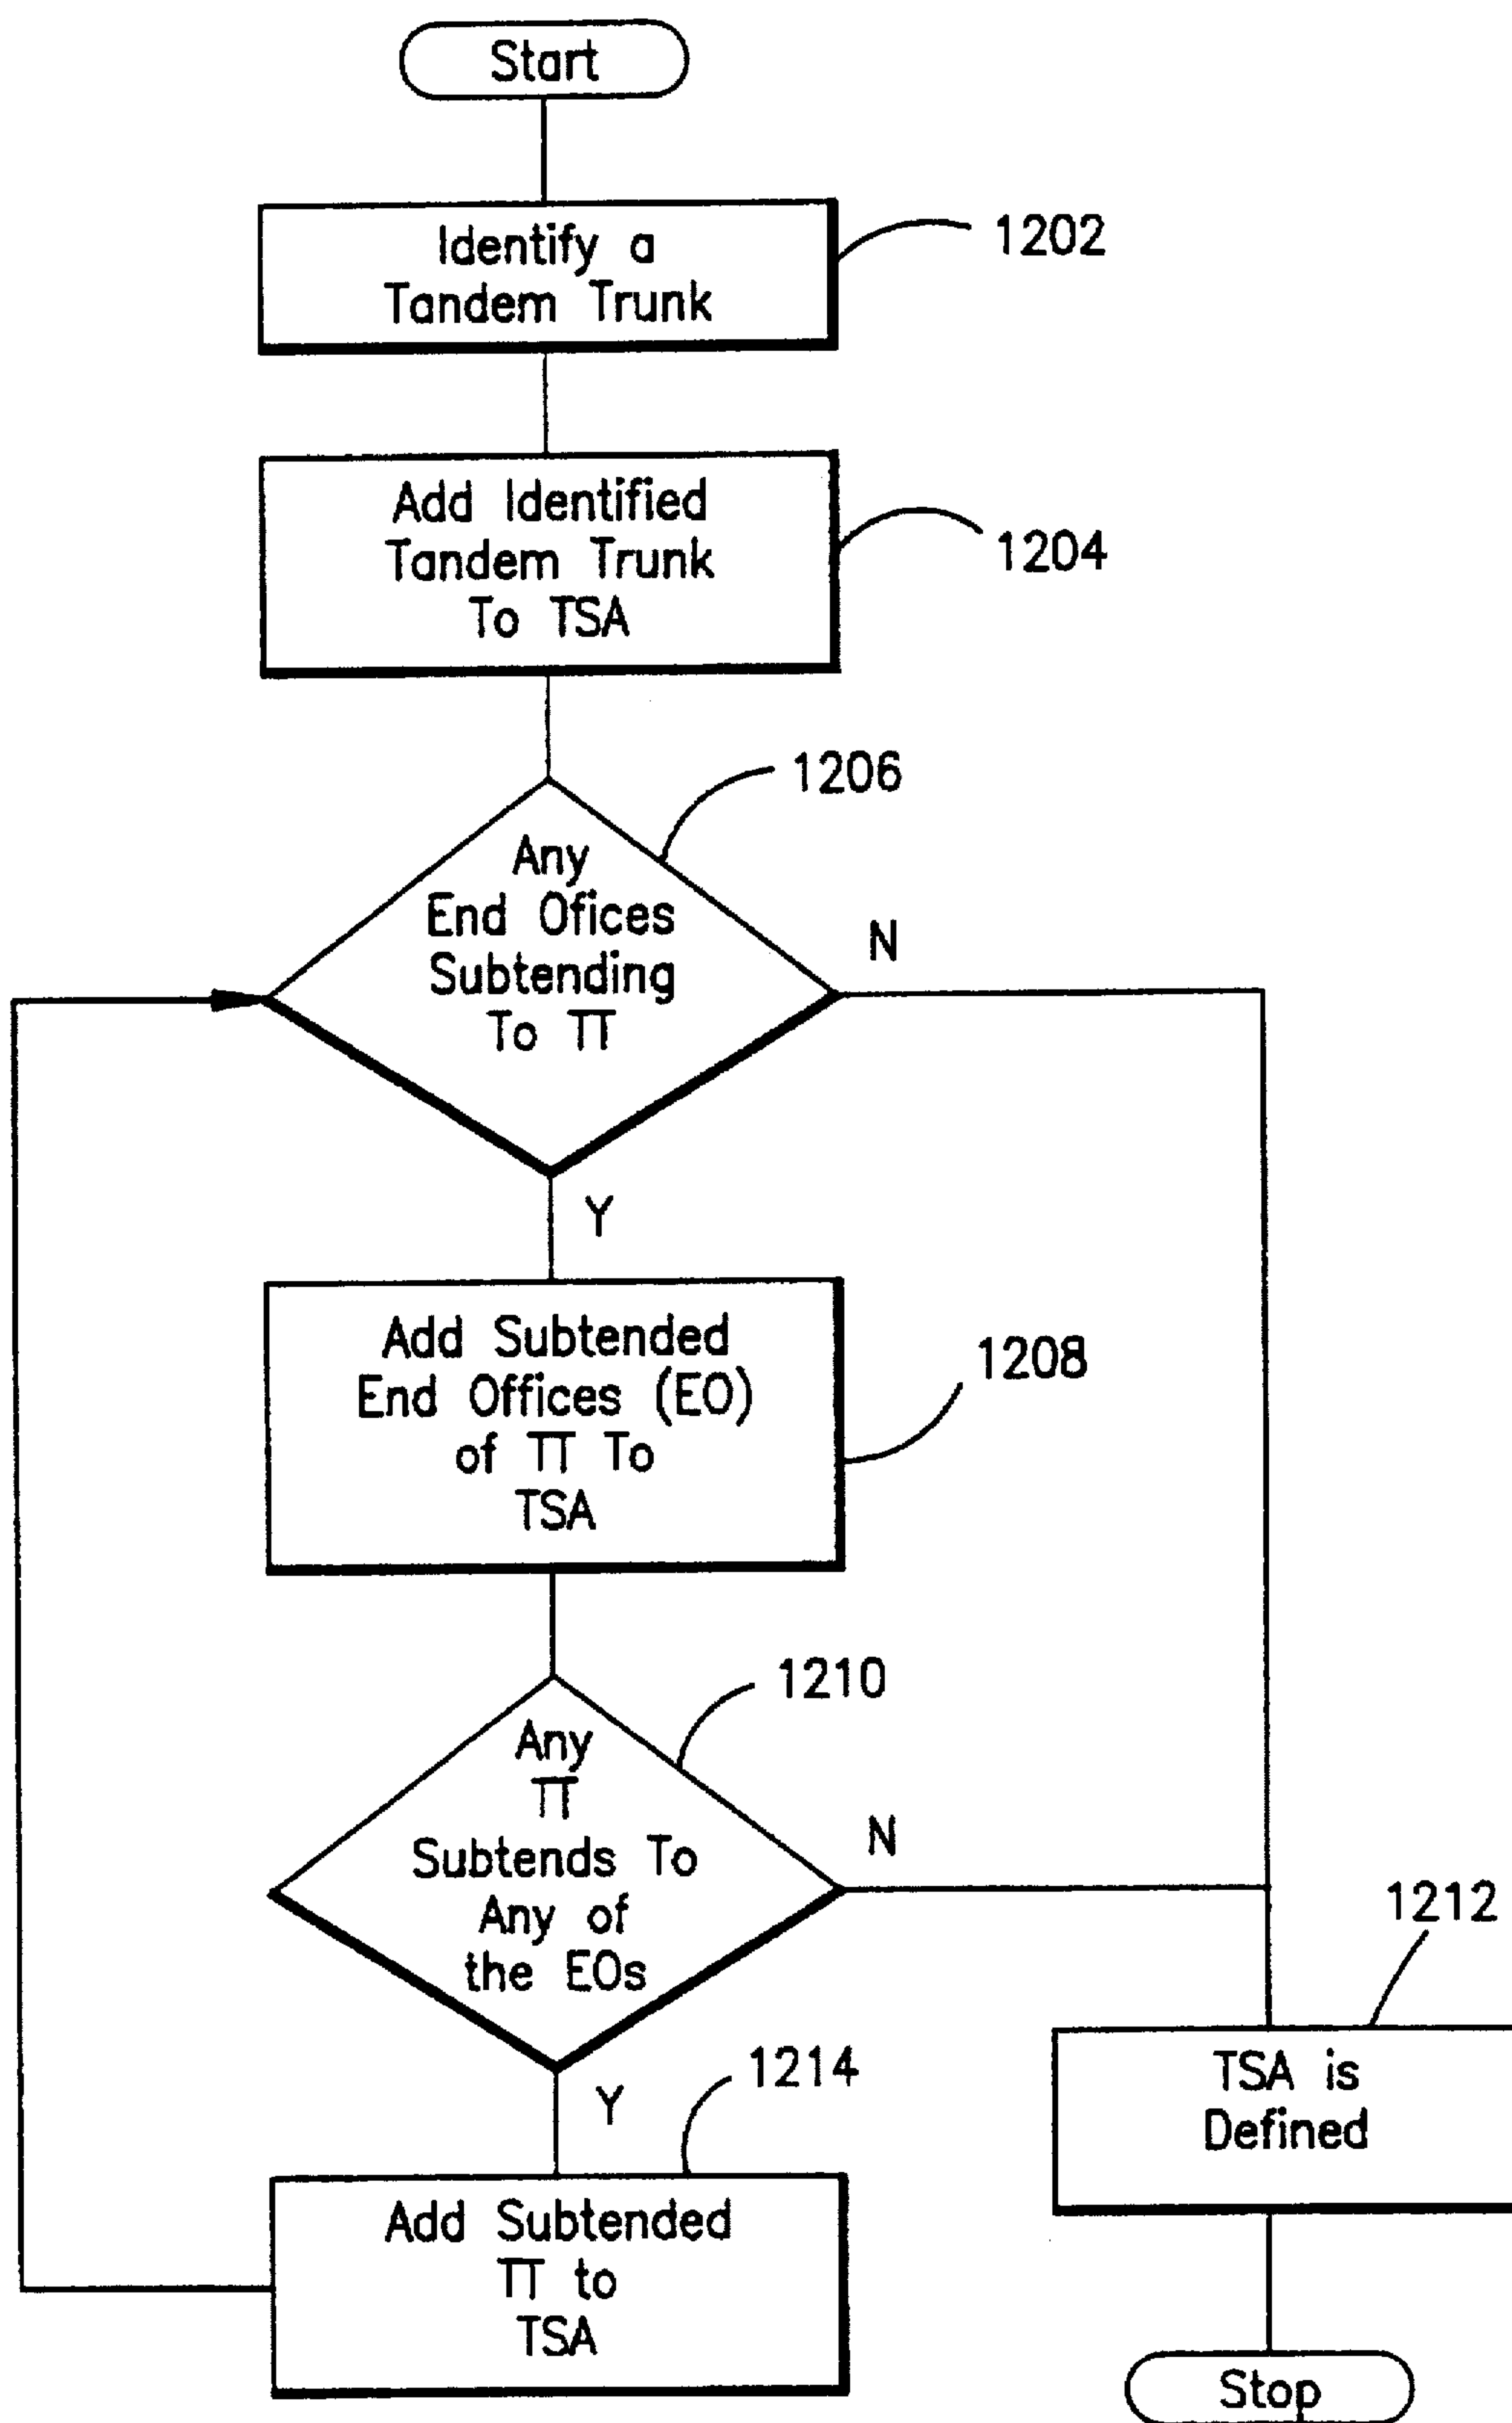 Start
Identify a
Tandem Trunk
1202
Add Identified
Tandem Trunk
To TSA
1204
1206
Any
End Ofices
Subtending
To TT
N
Y
Add Subtended
End Offices (EO)
of TT To
TSA
1208
1210
Any
TT
Subtends To
Any of
the EOs
N
Y
1212
TSA is
Defined
1214
Add Subtended
TT to
TSA
Stop